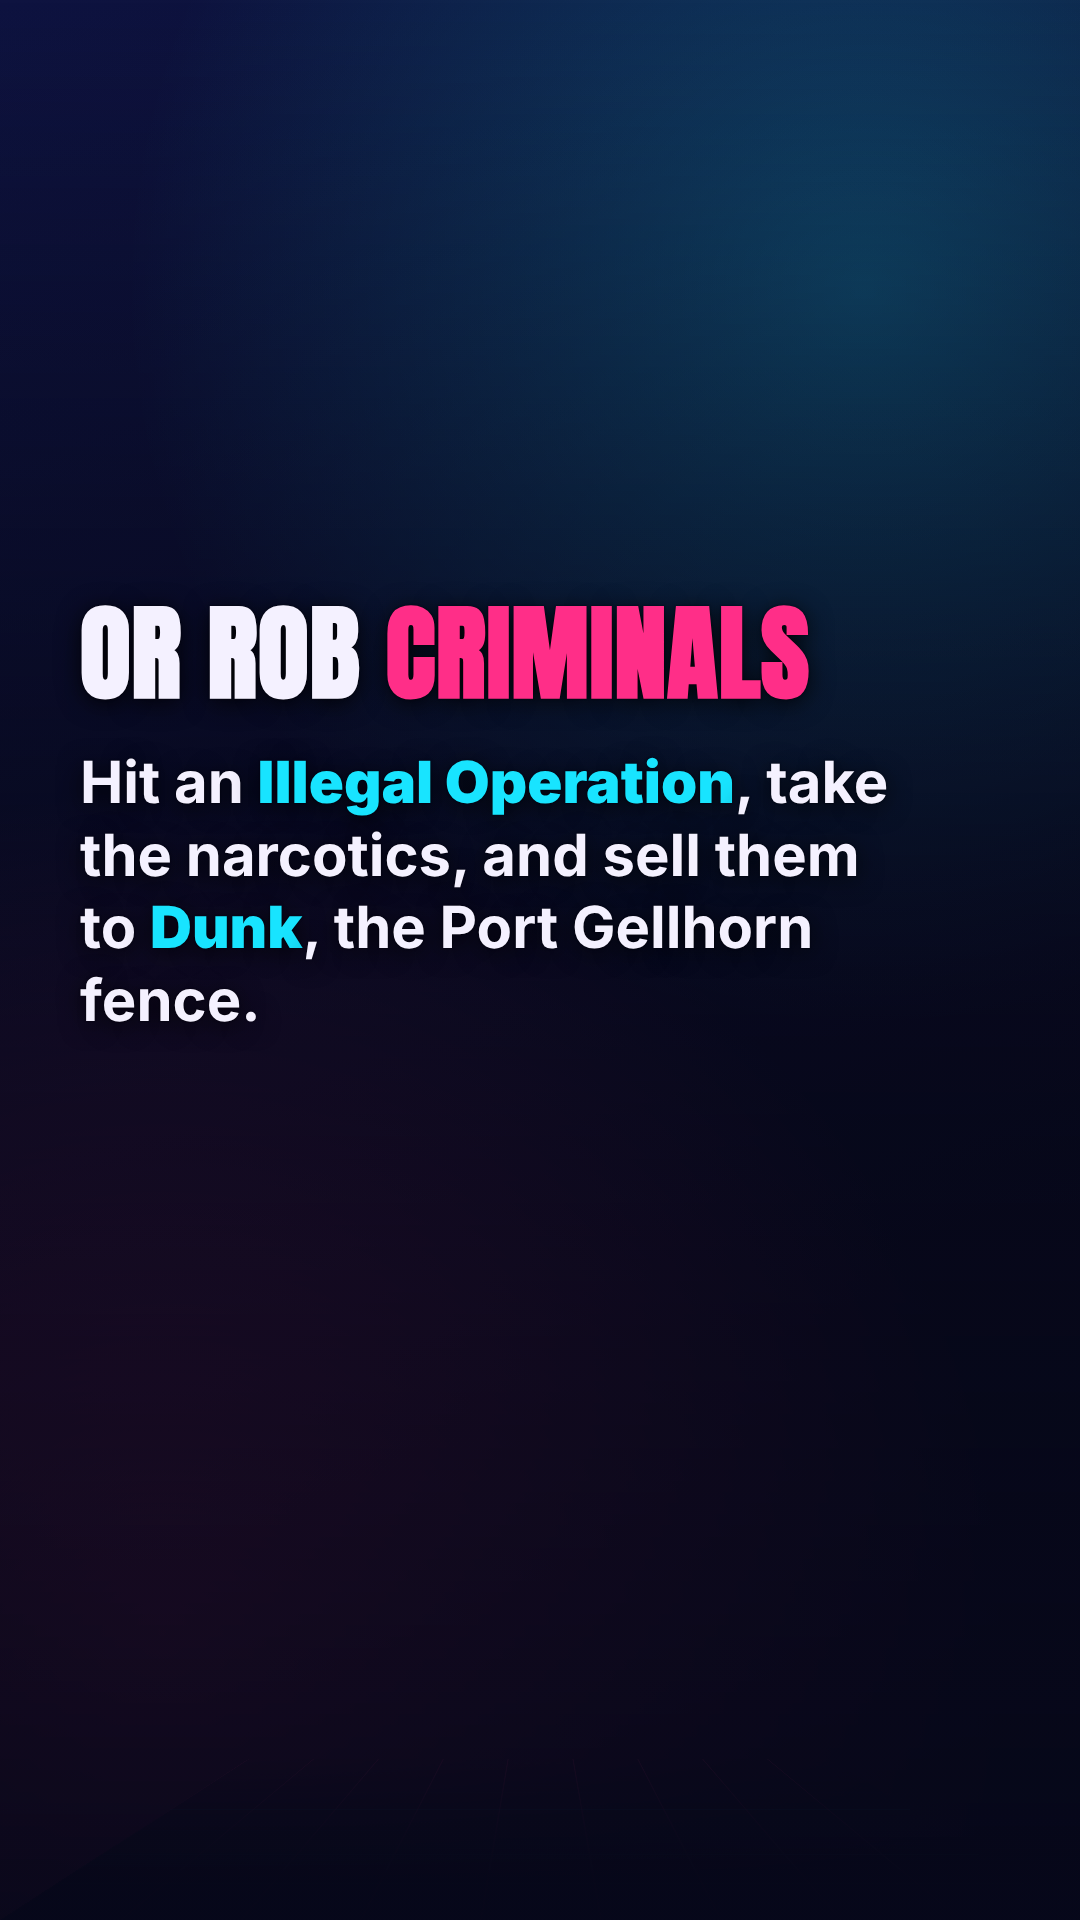 OR ROB CRIMINALS
Hit an Illegal Operation, take
the narcotics, and sell them
to Dunk, the Port Gellhorn
fence.